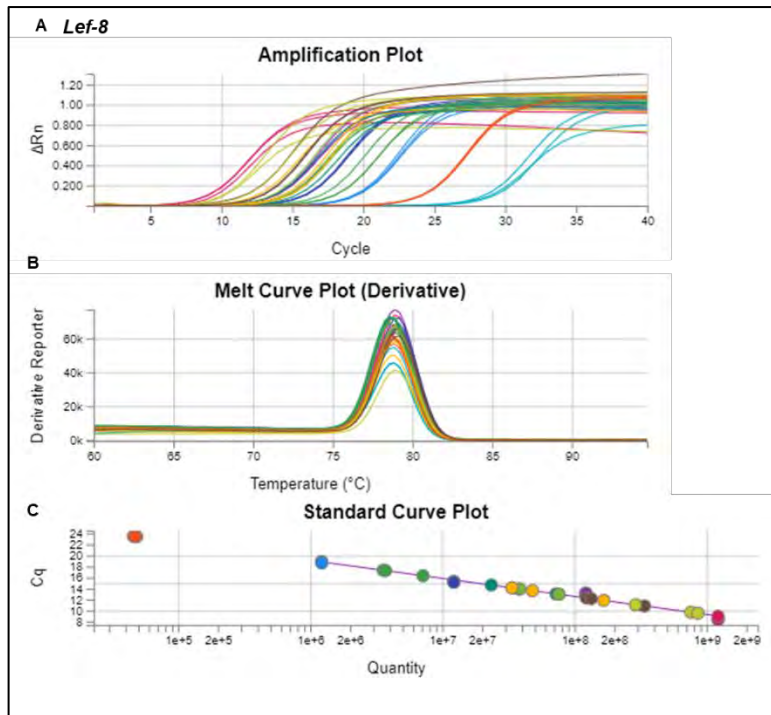 A Lef-8
Amplification Plot
ΔRn
1.20
1.00
0.800
0.600
0.400
0.200
5 10 15 20 25 30 35 40
Cycle
B
Melt Curve Plot (Derivative)
Derivative Reporter
60k
40k
20k
0k
60 65 70 75 80 85 90
Temperature (°C)
C Standard Curve Plot
Cq
24
22
20
18
16
14
12
10
8
1e+5 2e+5 1e+6 2e+6 1e+7 2e+7 1e+8 2e+8 1e+9 2e+9
Quantity